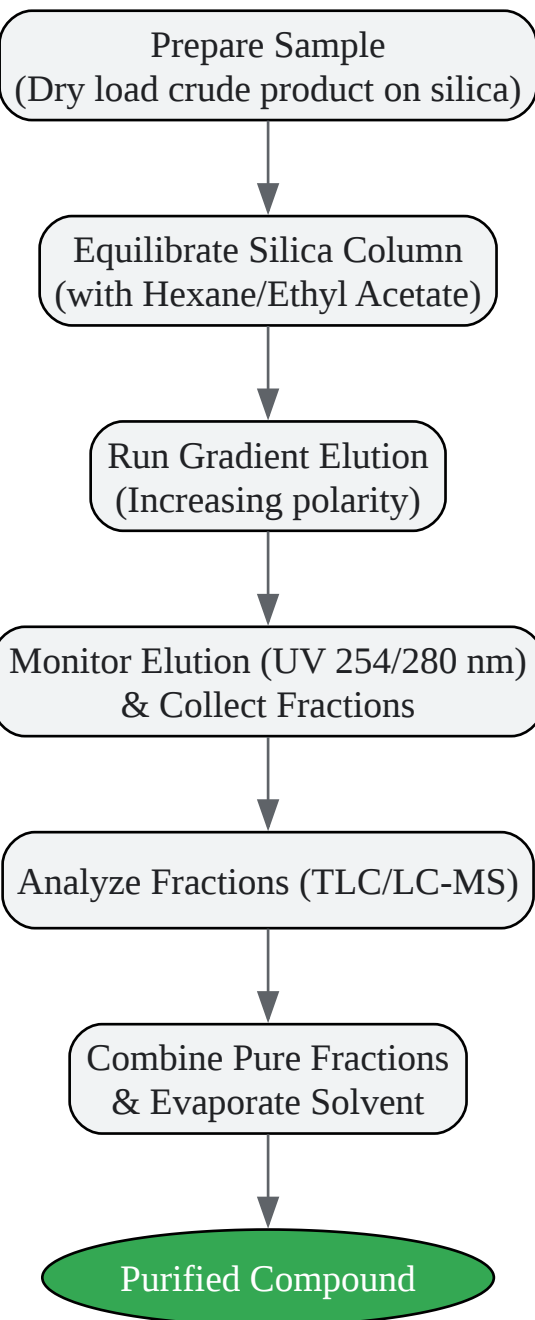 Prepare Sample
(Dry load crude product on silica)
Equilibrate Silica Column
(with Hexane/Ethyl Acetate)
Run Gradient Elution
(Increasing polarity)
Monitor Elution (UV 254/280 nm)
& Collect Fractions
Analyze Fractions (TLC/LC-MS)
Combine Pure Fractions
& Evaporate Solvent
Purified Compound